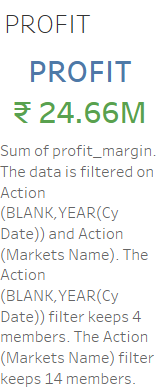 PROFIT
PROFIT
₹ 24.66M
Sum of profit_margin.
The data is filtered on
Action
(BLANK,YEAR(Cy
Date)) and Action
(Markets Name). The
Action
(BLANK,YEAR(Cy
Date)) filter keeps 4
members. The Action
(Markets Name) filter
keeps 14 members.